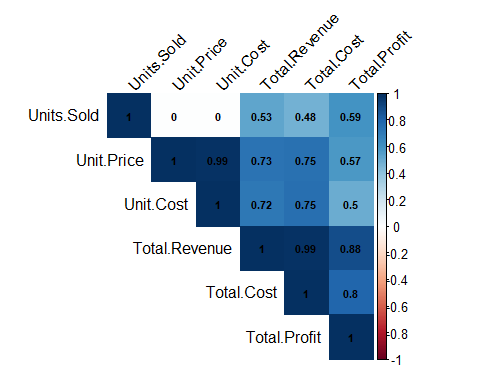 Units.Sold Unit.Price Unit.Cost Total.Revenue Total.Cost Total.Profit
Units.Sold 1 0 0 0.53 0.48 0.59
Unit.Price 1 0.99 0.73 0.75 0.57
Unit.Cost 1 0.72 0.75 0.5
Total.Revenue 1 0.99 0.88
Total.Cost 1 0.8
Total.Profit 1
1
0.8
0.6
0.4
0.2
0
-0.2
-0.4
-0.6
-0.8
-1